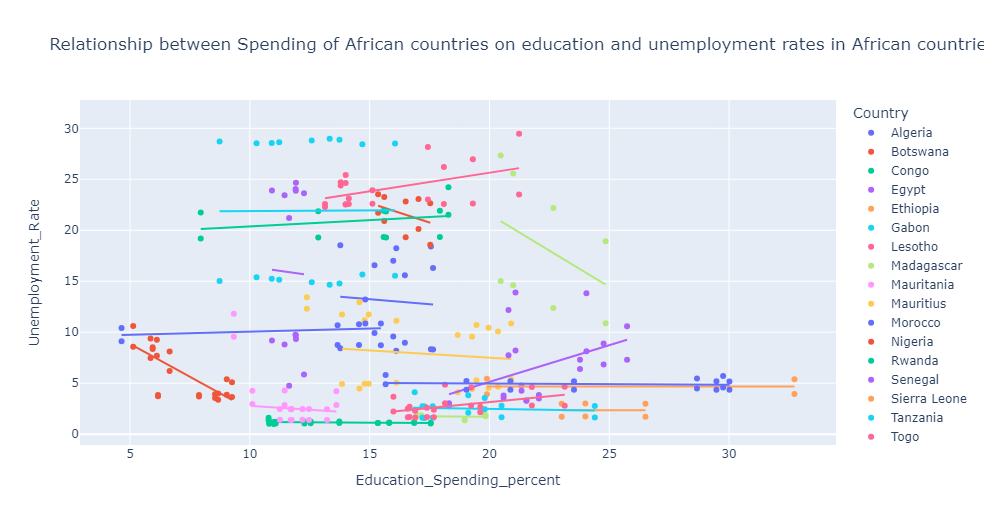 Relationship between Spending of African countries on education and unemployment rates in African countrie
Country
Algeria
Botswana
Congo
Egypt
Ethiopia
Gabon
Lesotho
Madagascar
Mauritania
Mauritius
Morocco
Nigeria
Rwanda
Senegal
Sierra Leone
Tanzania
Togo
Unemployment_Rate
30
25
20
15
10
5
0
5
10
15
20
25
30
Education_Spending_percent